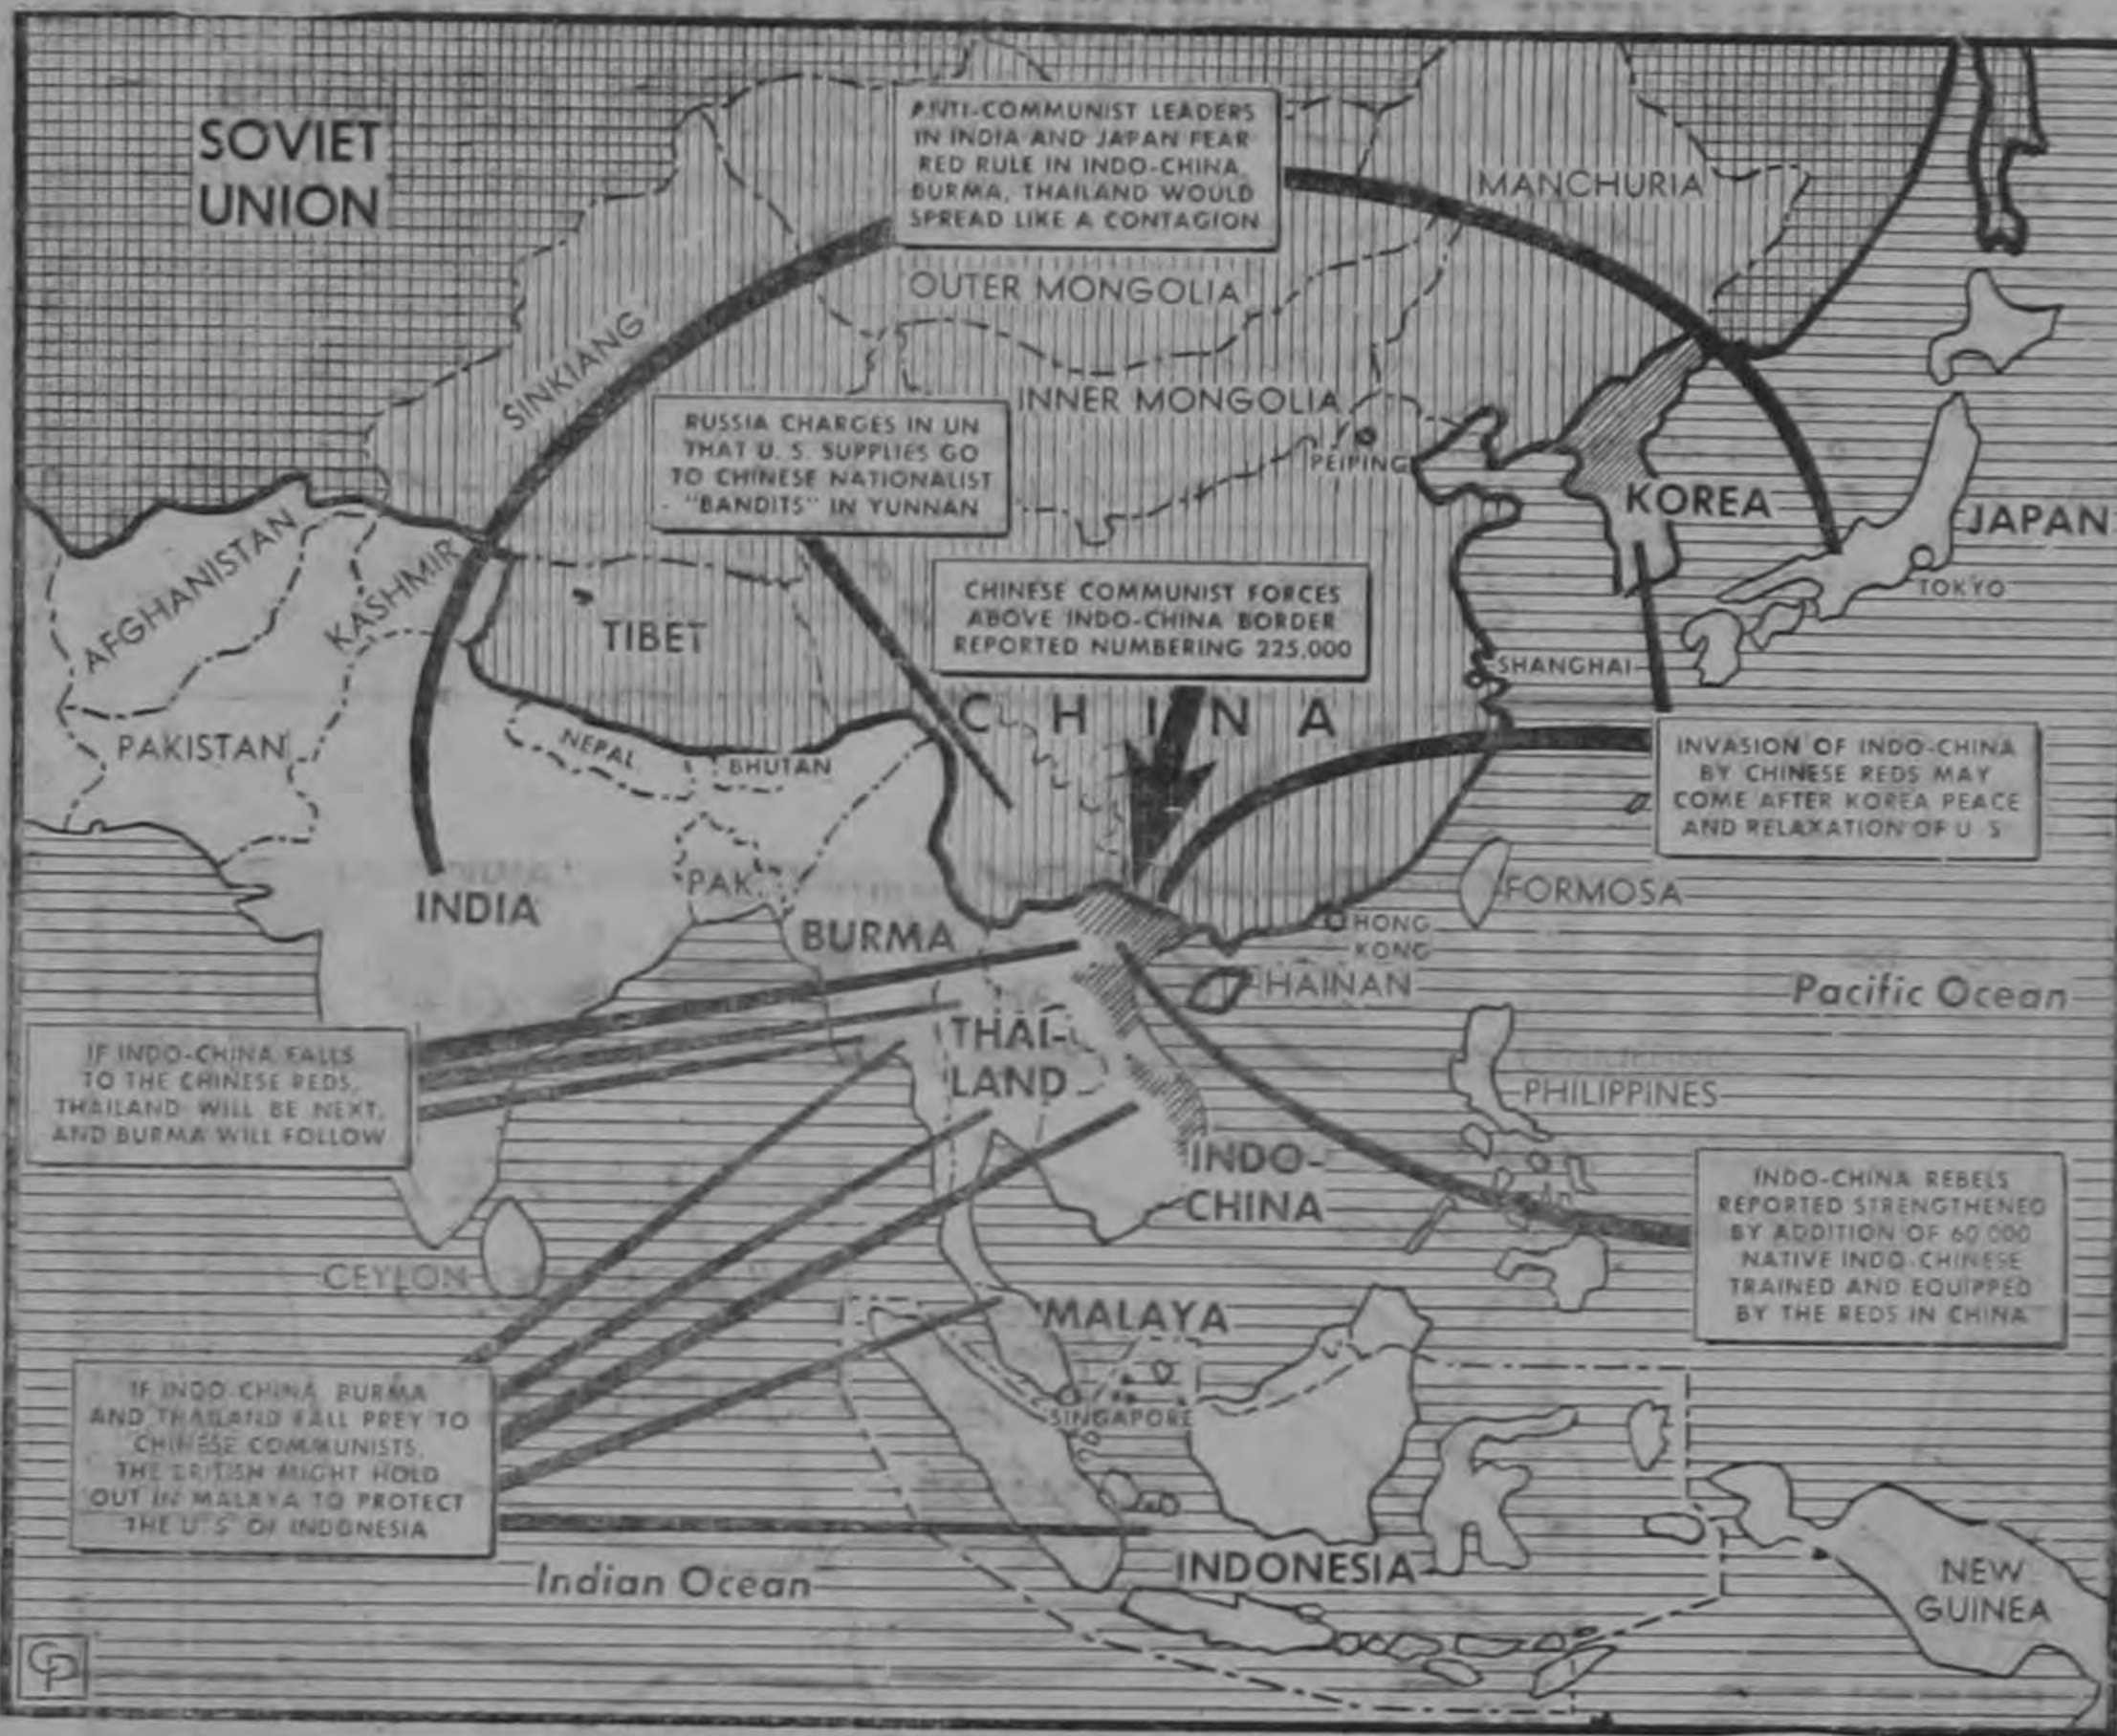 SOVIET
UNION
ANTI-COMMUNIST LEADERS
IN INDIA AND JAPAN FEAR
RED RULE IN INDO-CHINA,
BURMA, THAILAND WOULD
SPREAD LIKE A CONTAGION
MANCHURIA
OUTER MONGOLIA
SINKIANG
INNER MONGOLIA
RUSSIA CHARGES IN UN
THAT U. S. SUPPLIES GO
TO CHINESE NATIONALIST
"BANDITS" IN YUNNAN
PEIPING
KOREA
JAPAN
TOKYO
AFGHANISTAN
KASHMIR
TIBET
CHINESE COMMUNIST FORCES
ABOVE INDO-CHINA BORDER
REPORTED NUMBERING 225,000
SHANGHAI
CHINA
PAKISTAN
NEPAL
BHUTAN
INVASION OF INDO-CHINA
BY CHINESE REDS MAY
COME AFTER KOREA PEACE
AND RELAXATION OF U S
PAK.
INDIA
FORMOSA
BURMA
HONG
KONG
HAINAN
Pacific Ocean
THAI-
LAND
IF INDO-CHINA FALLS
TO THE CHINESE REDS,
THAILAND WILL BE NEXT,
AND BURMA WILL FOLLOW
PHILIPPINES
INDO-
CHINA
INDO-CHINA REBELS
REPORTED STRENGTHENED
BY ADDITION OF 60,000
NATIVE INDO-CHINESE
TRAINED AND EQUIPPED
BY THE REDS IN CHINA
CEYLON
MALAYA
SINGAPORE
IF INDO-CHINA, BURMA
AND THAILAND FALL PREY TO
CHINESE COMMUNISTS,
THE BRITISH MIGHT HOLD
OUT IN MALAYA TO PROTECT
THE U. S. OF INDONESIA
Indian Ocean
INDONESIA
NEW
GUINEA
CP